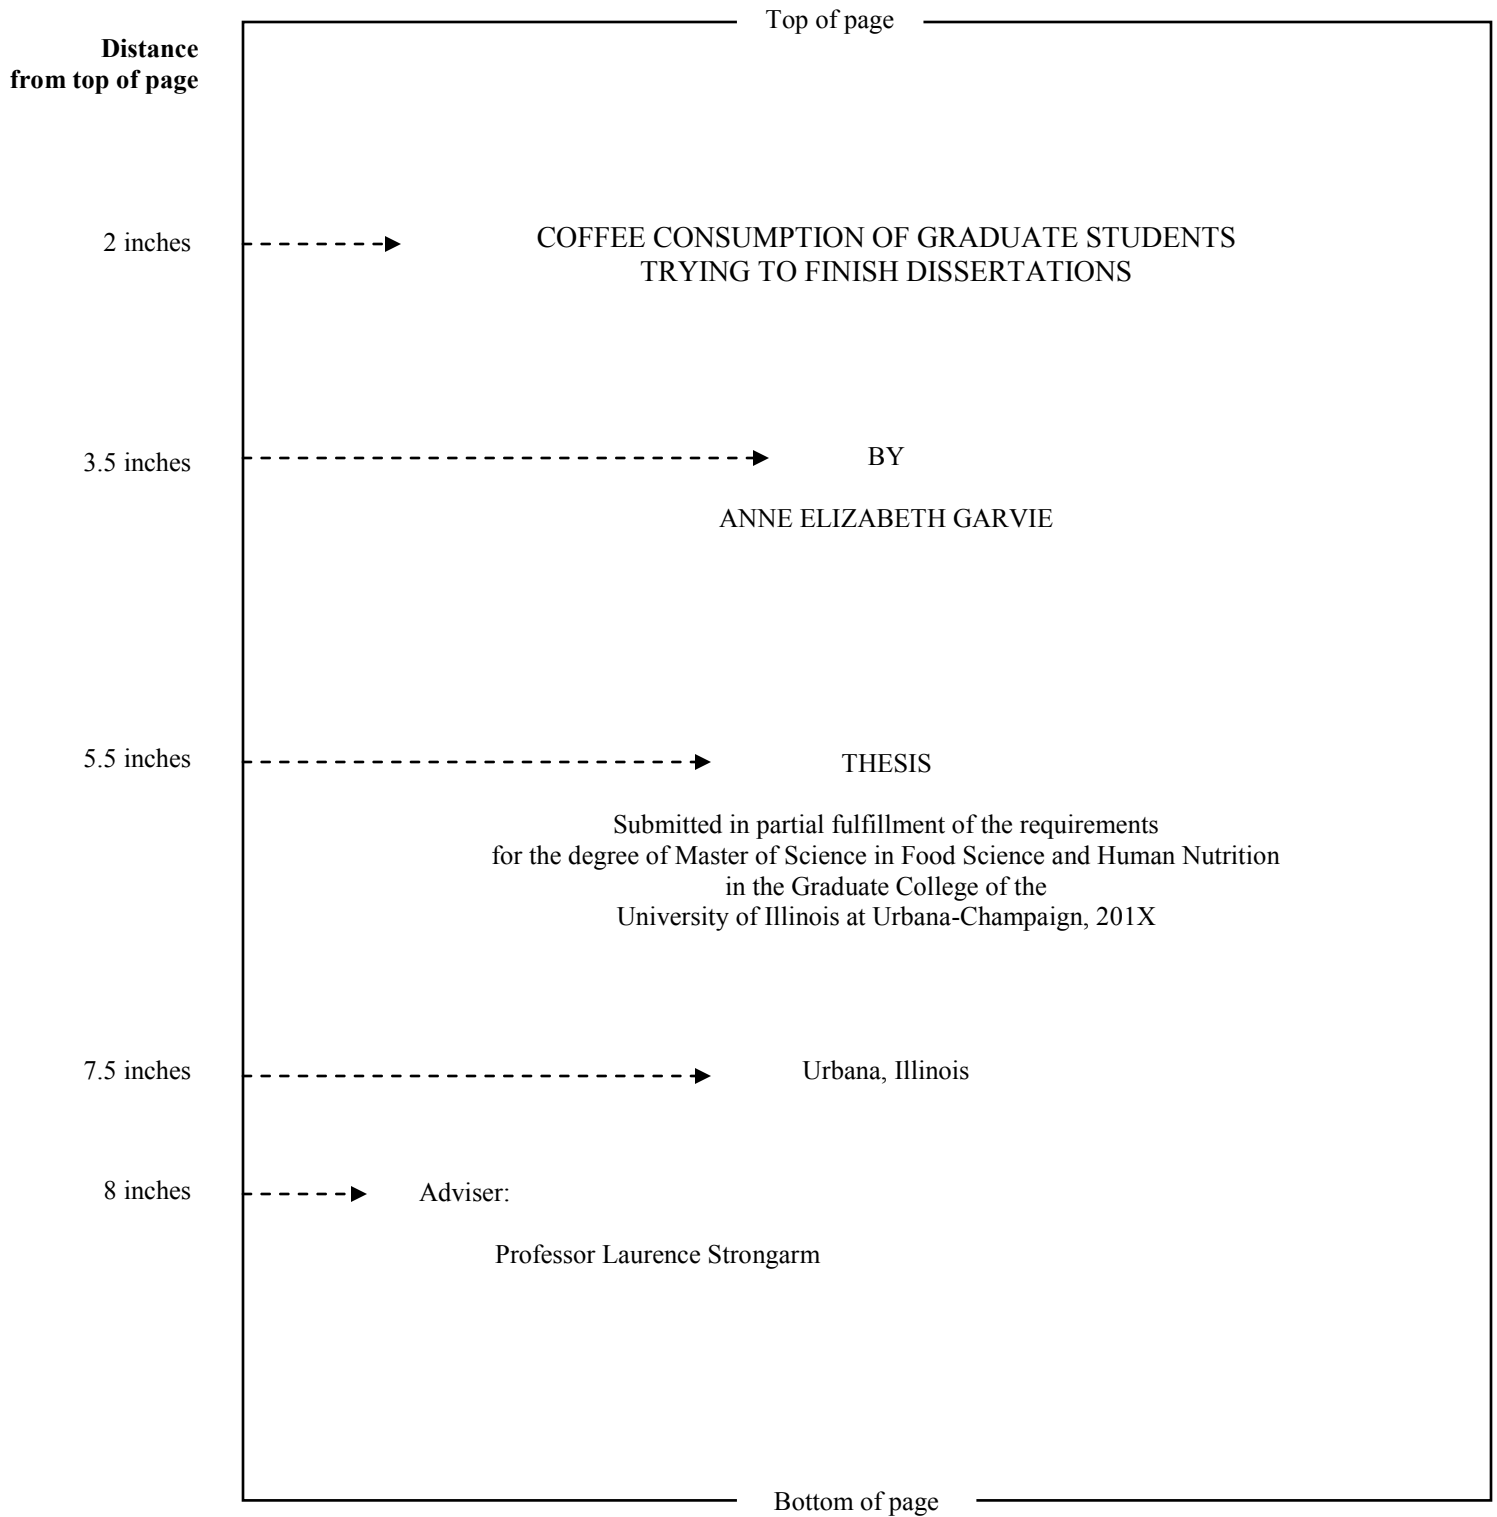 Top of page
Distance
from top of page
2 inches
COFFEE CONSUMPTION OF GRADUATE STUDENTS
TRYING TO FINISH DISSERTATIONS
3.5 inches
BY
ANNE ELIZABETH GARVIE
5.5 inches
THESIS
Submitted in partial fulfillment of the requirements
for the degree of Master of Science in Food Science and Human Nutrition
in the Graduate College of the
University of Illinois at Urbana-Champaign, 201X
7.5 inches
Urbana, Illinois
8 inches
Adviser:
Professor Laurence Strongarm
Bottom of page